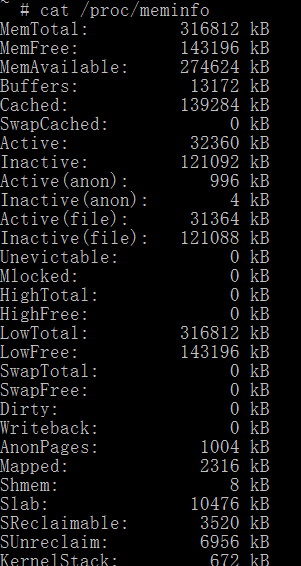 ~ # cat /proc/meminfo
MemTotal: 316812 kB
MemFree: 143196 kB
MemAvailable: 274624 kB
Buffers: 13172 kB
Cached: 139284 kB
SwapCached: 0 kB
Active: 32360 kB
Inactive: 121092 kB
Active(anon): 996 kB
Inactive(anon): 4 kB
Active(file): 31364 kB
Inactive(file): 121088 kB
Unevictable: 0 kB
Mlocked: 0 kB
HighTotal: 0 kB
HighFree: 0 kB
LowTotal: 316812 kB
LowFree: 143196 kB
SwapTotal: 0 kB
SwapFree: 0 kB
Dirty: 0 kB
Writeback: 0 kB
AnonPages: 1004 kB
Mapped: 2316 kB
Shmem: 8 kB
Slab: 10476 kB
SReclaimable: 3520 kB
SUnreclaim: 6956 kB
KernelStack: 672 kB